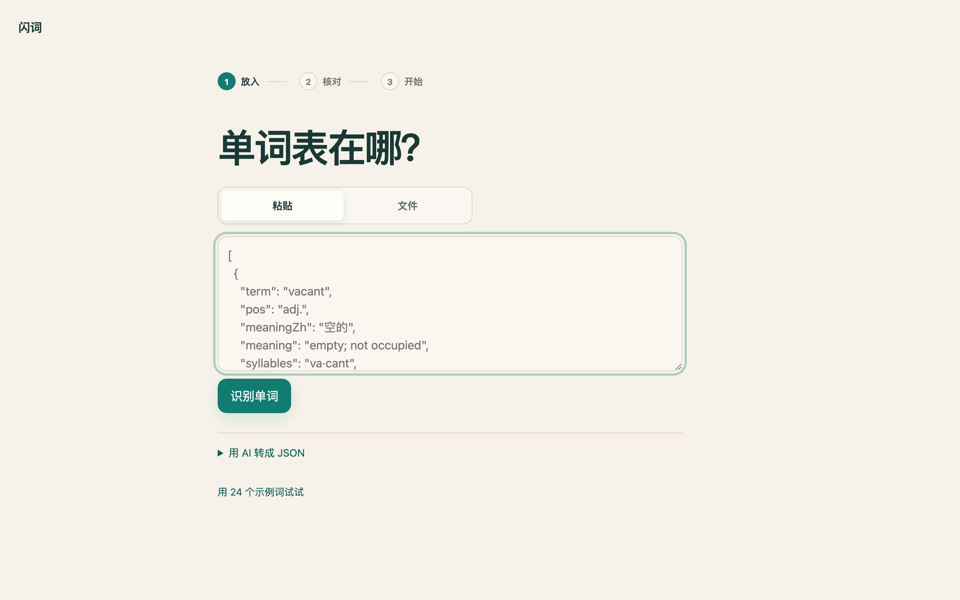 闪词
1 放入 2 核对 3 开始
单词表在哪?
粘贴 文件
[
{
"term": "vacant",
"pos": "adj.",
"meaningZh": "空的",
"meaning": "empty; not occupied",
"syllables": "va·cant",
识别单词
▶ 用 AI 转成 JSON
用 24 个示例词试试